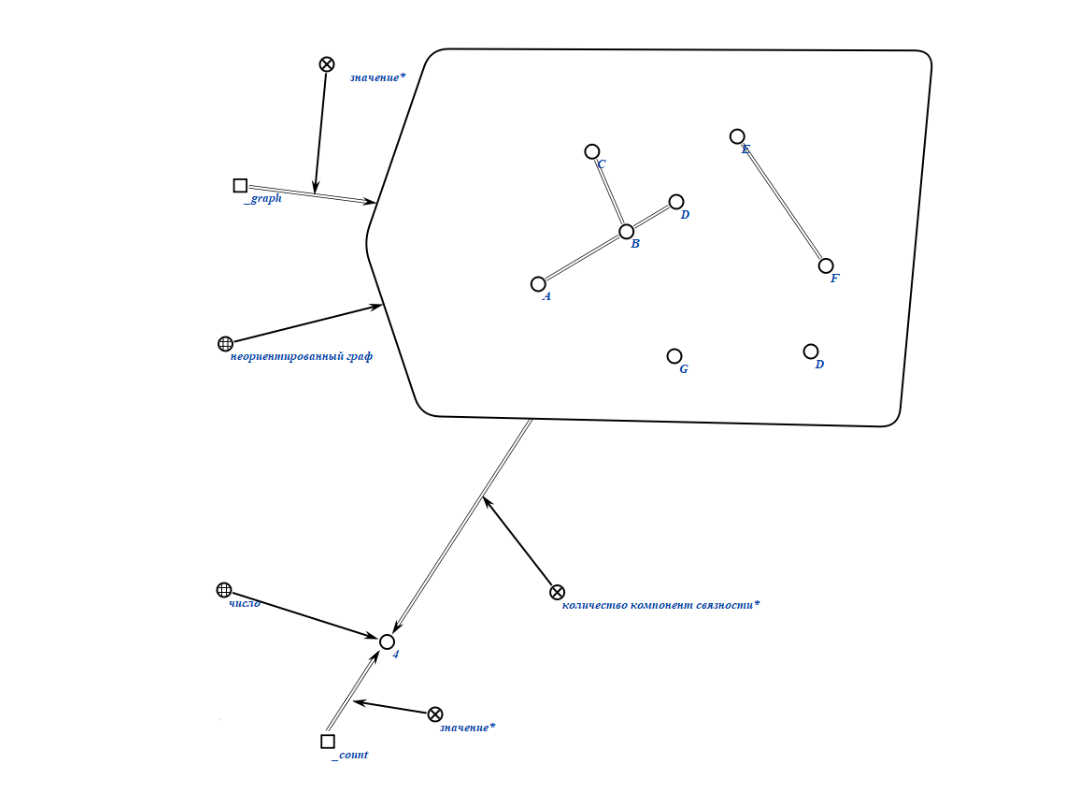 значение*
_graph
C
E
D
B
A
F
неориентированный граф
G
D
число
количество компонент связности*
4
значение*
_count